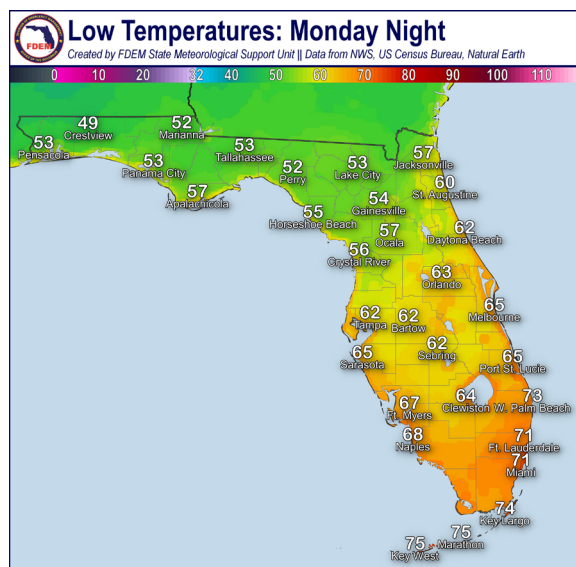 FDEM
Low Temperatures: Monday Night
Created by FDEM State Meteorological Support Unit || Data from NWS, US Census Bureau, Natural Earth
0 10 20 32 40 50 60 70 80 90 100 110
49
Crestview
52
Marianna
53
Pensacola
53
Tallahassee
53
Panama City
52
Perry
53
Lake City
57
Jacksonville
57
Apalachicola
54
Gainesville
60
St. Augustine
55
Horseshoe Beach
57
Ocala
62
Daytona Beach
56
Crystal River
63
Orlando
62
Tampa
62
Bartow
65
Melbourne
65
Sarasota
62
Sebring
65
Port St. Lucie
67
Ft. Myers
64
Clewiston
73
W. Palm Beach
68
Naples
71
Ft. Lauderdale
71
Miami
74
Key Largo
75
Marathon
75
Key West